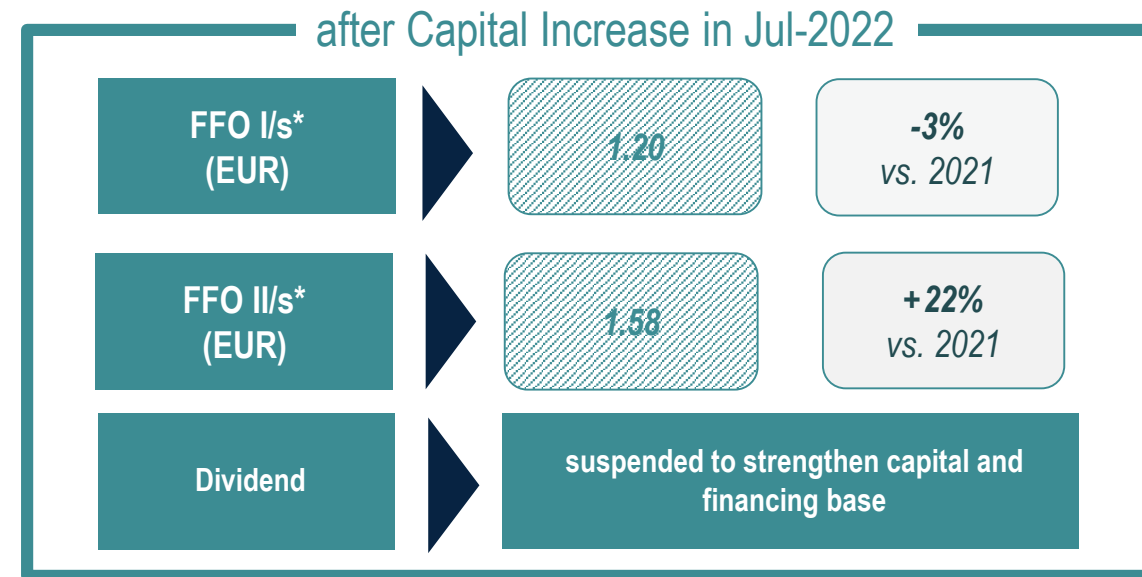 after Capital Increase in Jul-2022
FFO I/s*
(EUR)
1.20
-3%
vs. 2021
FFO II/s*
(EUR)
1.58
+22%
vs. 2021
Dividend
suspended to strengthen capital and
financing base